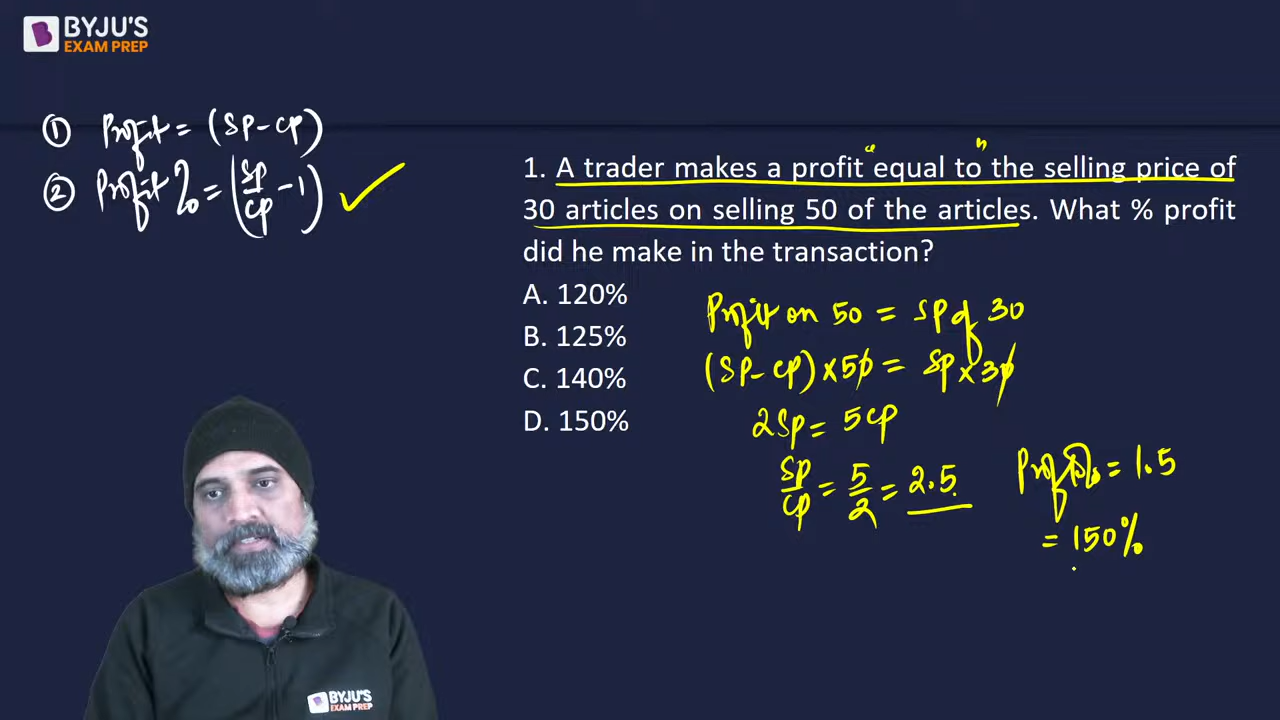 BYJU'S
EXAM PREP
① Profit = (SP - CP)
② Profit % = (SP/CP - 1) ✓
1. A trader makes a profit equal to the selling price of
30 articles on selling 50 of the articles. What % profit
did he make in the transaction?
A. 120%
B. 125%
C. 140%
D. 150%
Profit on 50 = SP of 30
(SP - CP) × 50 = SP × 30
2SP = 5CP
SP/CP = 5/2 = 2.5
Profit% = 1.5
= 150%
BYJU'S
EXAM PREP